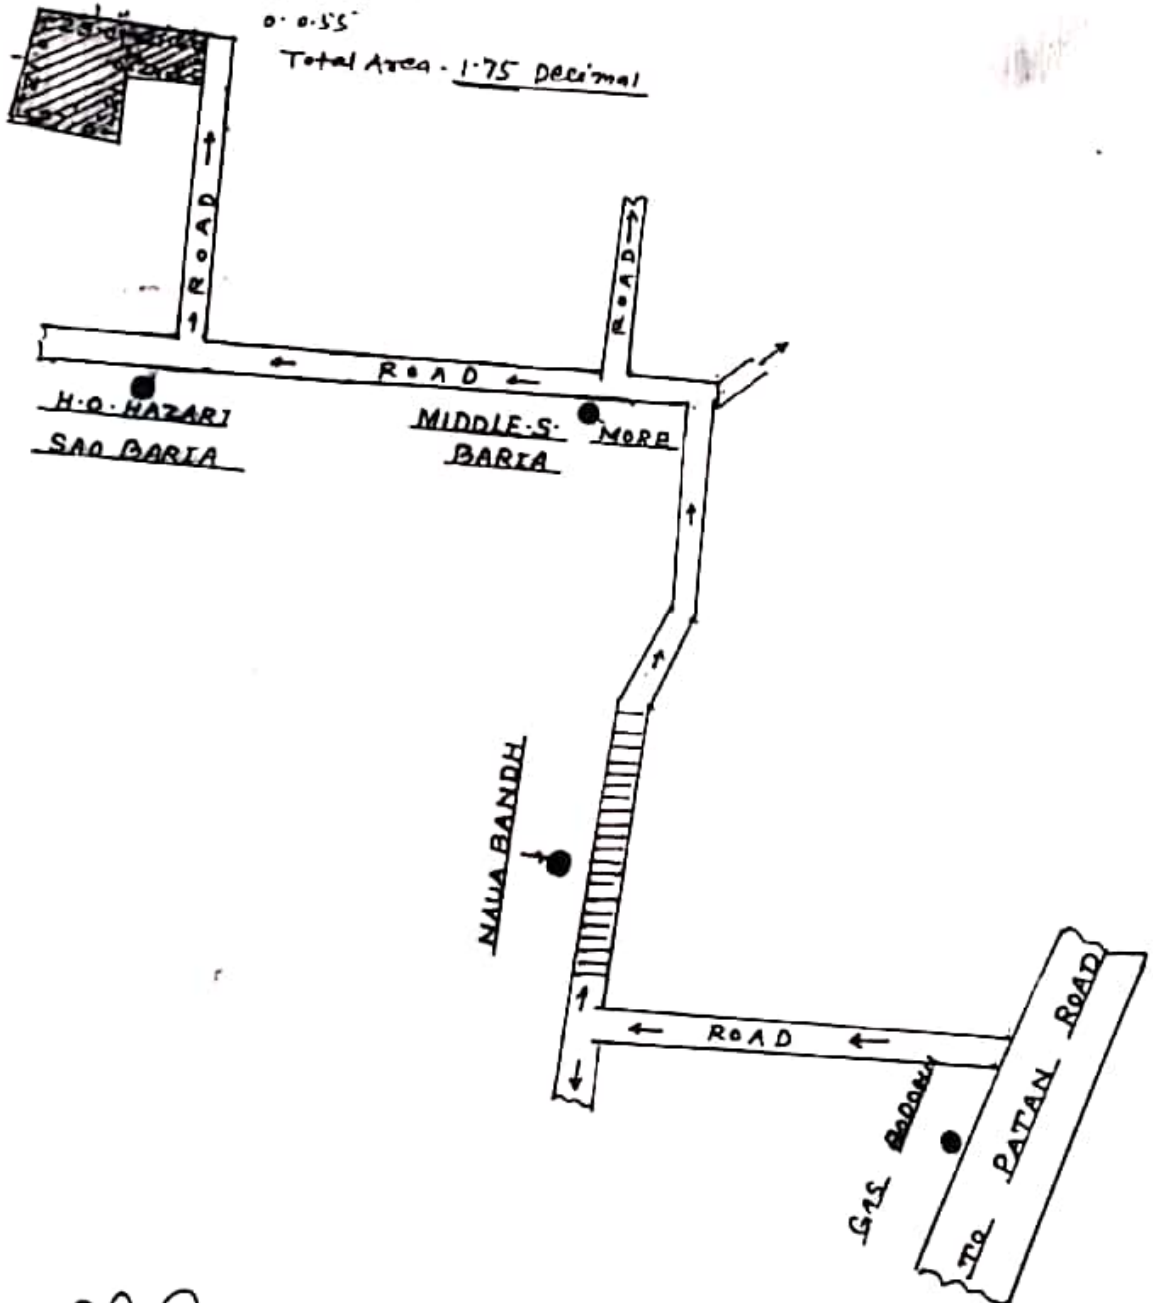 0.0.55
Total Area - 1.75 Decimal
ROAD
ROAD
ROAD
H.O. HAZARI
SAO BARIA
MIDDLE.S.
BARIA
MORE
NAUA BANDH
ROAD
GAS
TO PATAN ROAD